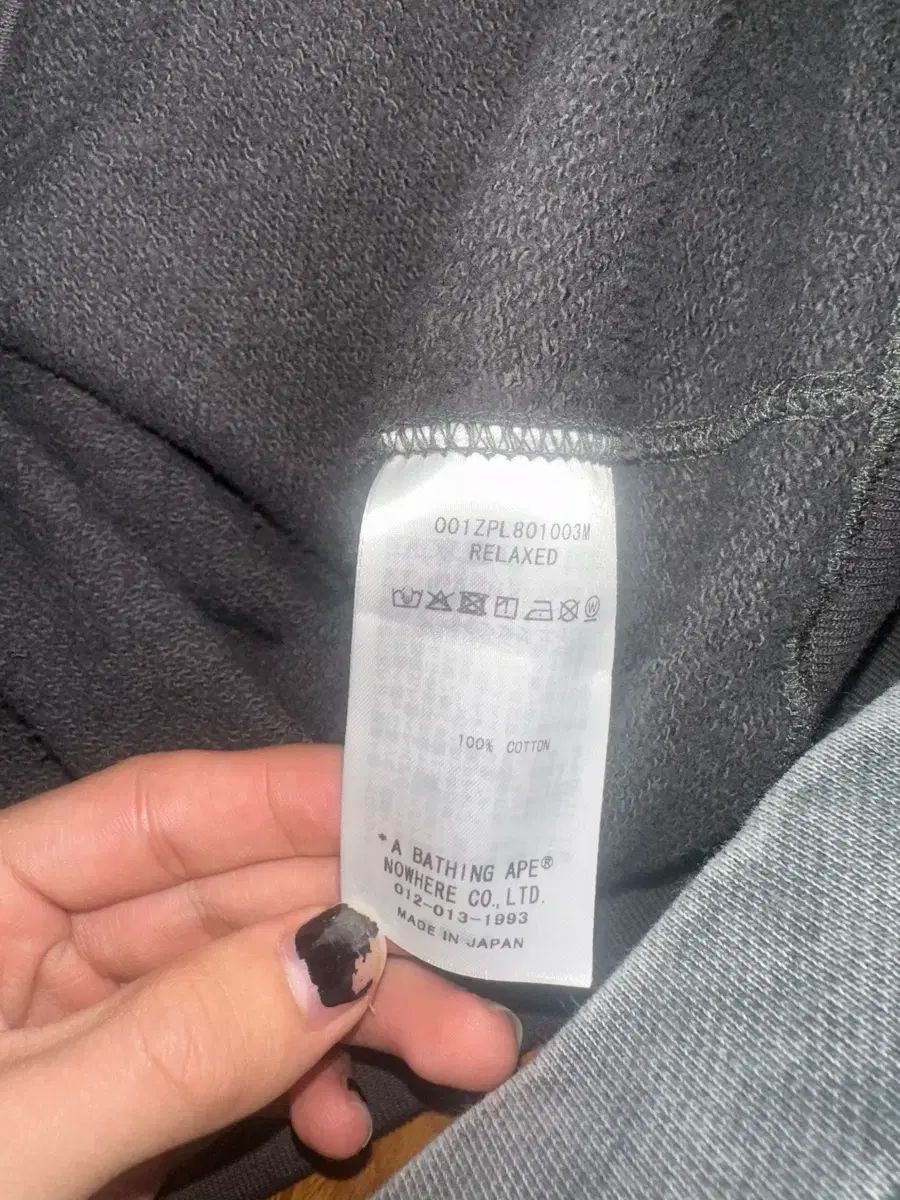 001ZPL801003M
RELAXED
100% COTTON
*A BATHING APE®
NOWHERE CO., LTD.
012-013-1993
MADE IN JAPAN